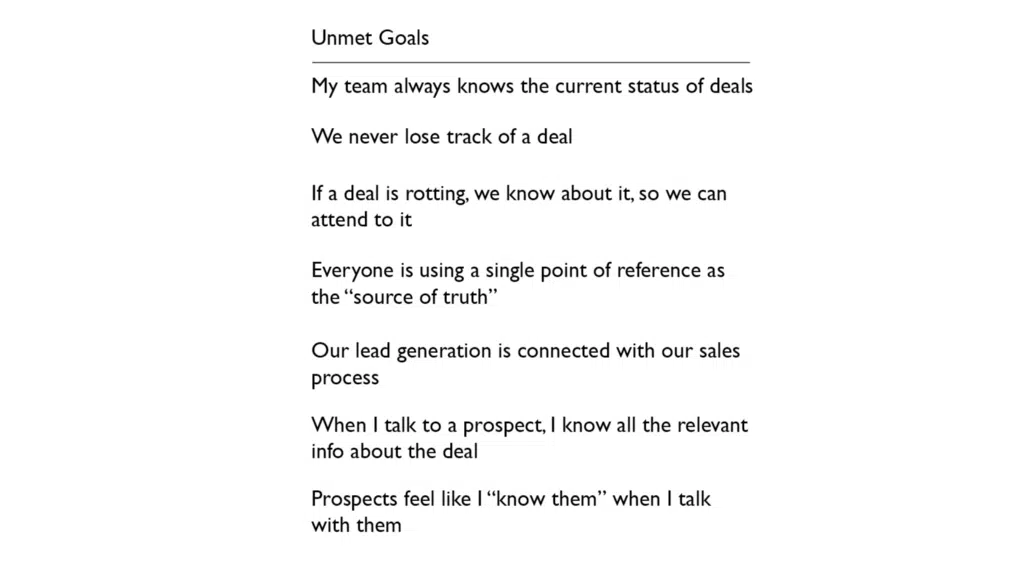 Unmet Goals
My team always knows the current status of deals
We never lose track of a deal
If a deal is rotting, we know about it, so we can
attend to it
Everyone is using a single point of reference as
the “source of truth”
Our lead generation is connected with our sales
process
When I talk to a prospect, I know all the relevant
info about the deal
Prospects feel like I “know them” when I talk
with them